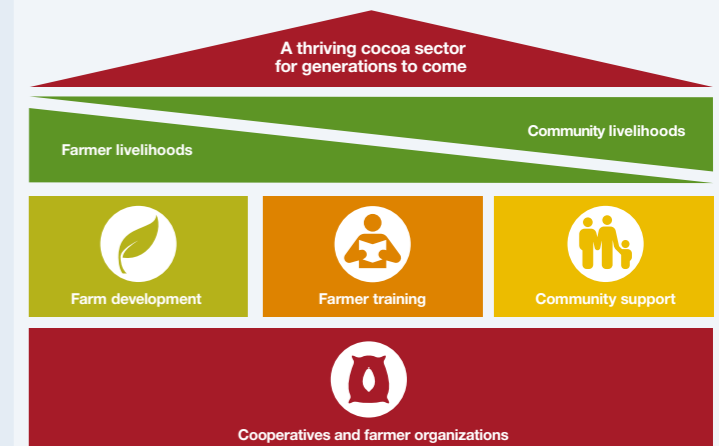 A thriving cocoa sector
for generations to come
Community livelihoods
Farmer livelihoods
Farm development
Farmer training
Community support
Cooperatives and farmer organizations